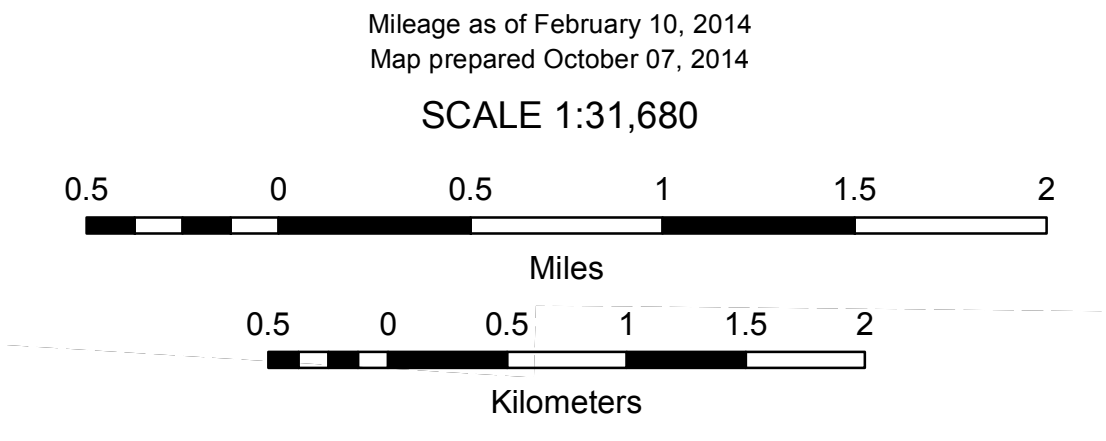 Mileage as of February 10, 2014
Map prepared October 07, 2014
SCALE 1:31,680
0.5 0 0.5 1 1.5 2
Miles
0.5 0 0.5 1 1.5 2
Kilometers